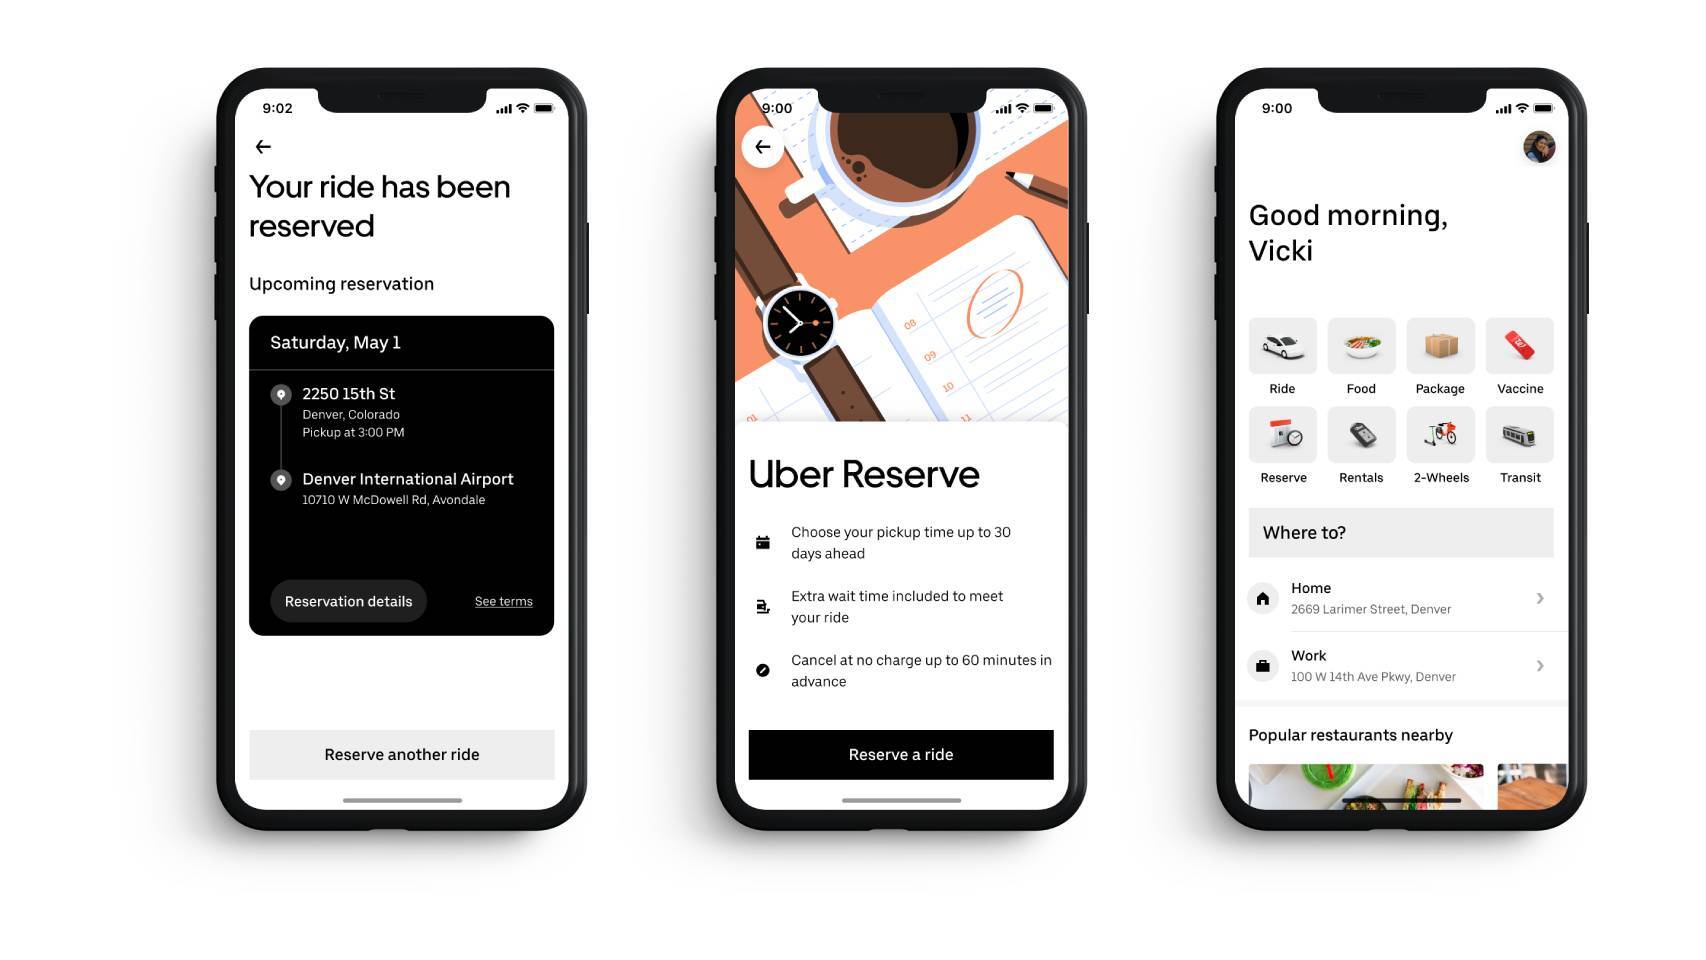 9:02
Your ride has been
reserved
Upcoming reservation
Saturday, May 1
2250 15th St
Denver, Colorado
Pickup at 3:00 PM
Denver International Airport
10710 W McDowell Rd, Avondale
Reservation details
See terms
Reserve another ride
9:00
08
09
10
11
01
Uber Reserve
Choose your pickup time up to 30
days ahead
Extra wait time included to meet
your ride
Cancel at no charge up to 60 minutes in
advance
Reserve a ride
9:00
Good morning,
Vicki
Ride
Food
Package
Vaccine
Reserve
Rentals
2-Wheels
Transit
Where to?
Home
2669 Larimer Street, Denver
Work
100 W 14th Ave Pkwy, Denver
Popular restaurants nearby